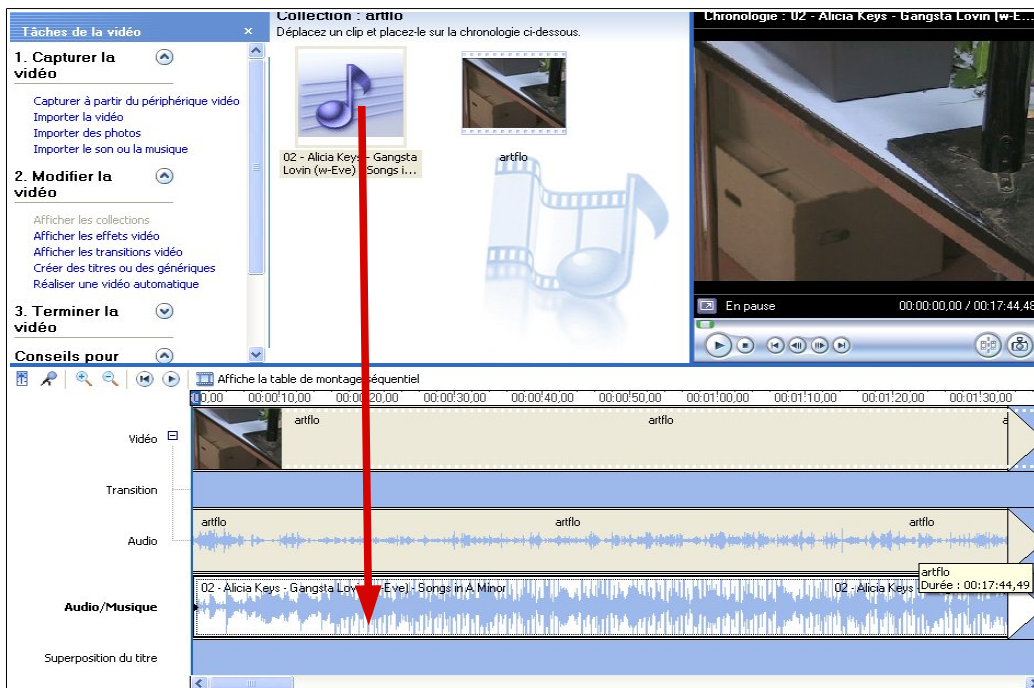 Tâches de la vidéo
1. Capturer la
vidéo
Capturer à partir du périphérique vidéo
Importer la vidéo
Importer des photos
Importer le son ou la musique
2. Modifier la
vidéo
Afficher les collections
Afficher les effets vidéo
Afficher les transitions vidéo
Créer des titres ou des génériques
Réaliser une vidéo automatique
3. Terminer la
vidéo
Conseils pour
Collection : artflo
Déplacez un clip et placez-le sur la chronologie ci-dessous.
02 - Alicia Keys - Gangsta
Lovin (w-Eve) - Songs i...
artflo
Chronologie : 02 - Alicia Keys - Gangsta Lovin (w-E...
En pause
00:00:00,00 / 00:17:44,48
Affiche la table de montage séquentiel
00:00:10,00 00:00:20,00 00:00:30,00 00:00:40,00 00:00:50,00 00:01:00,00 00:01:10,00 00:01:20,00 00:01:30,00
Vidéo
artflo
artflo
Transition
Audio
artflo
artflo
artflo
Audio/Musique
02 - Alicia Keys - Gangsta Lovin (w-Eve) - Songs in A Minor
02 - Alicia Keys
artflo
Durée : 00:17:44,49
Superposition du titre